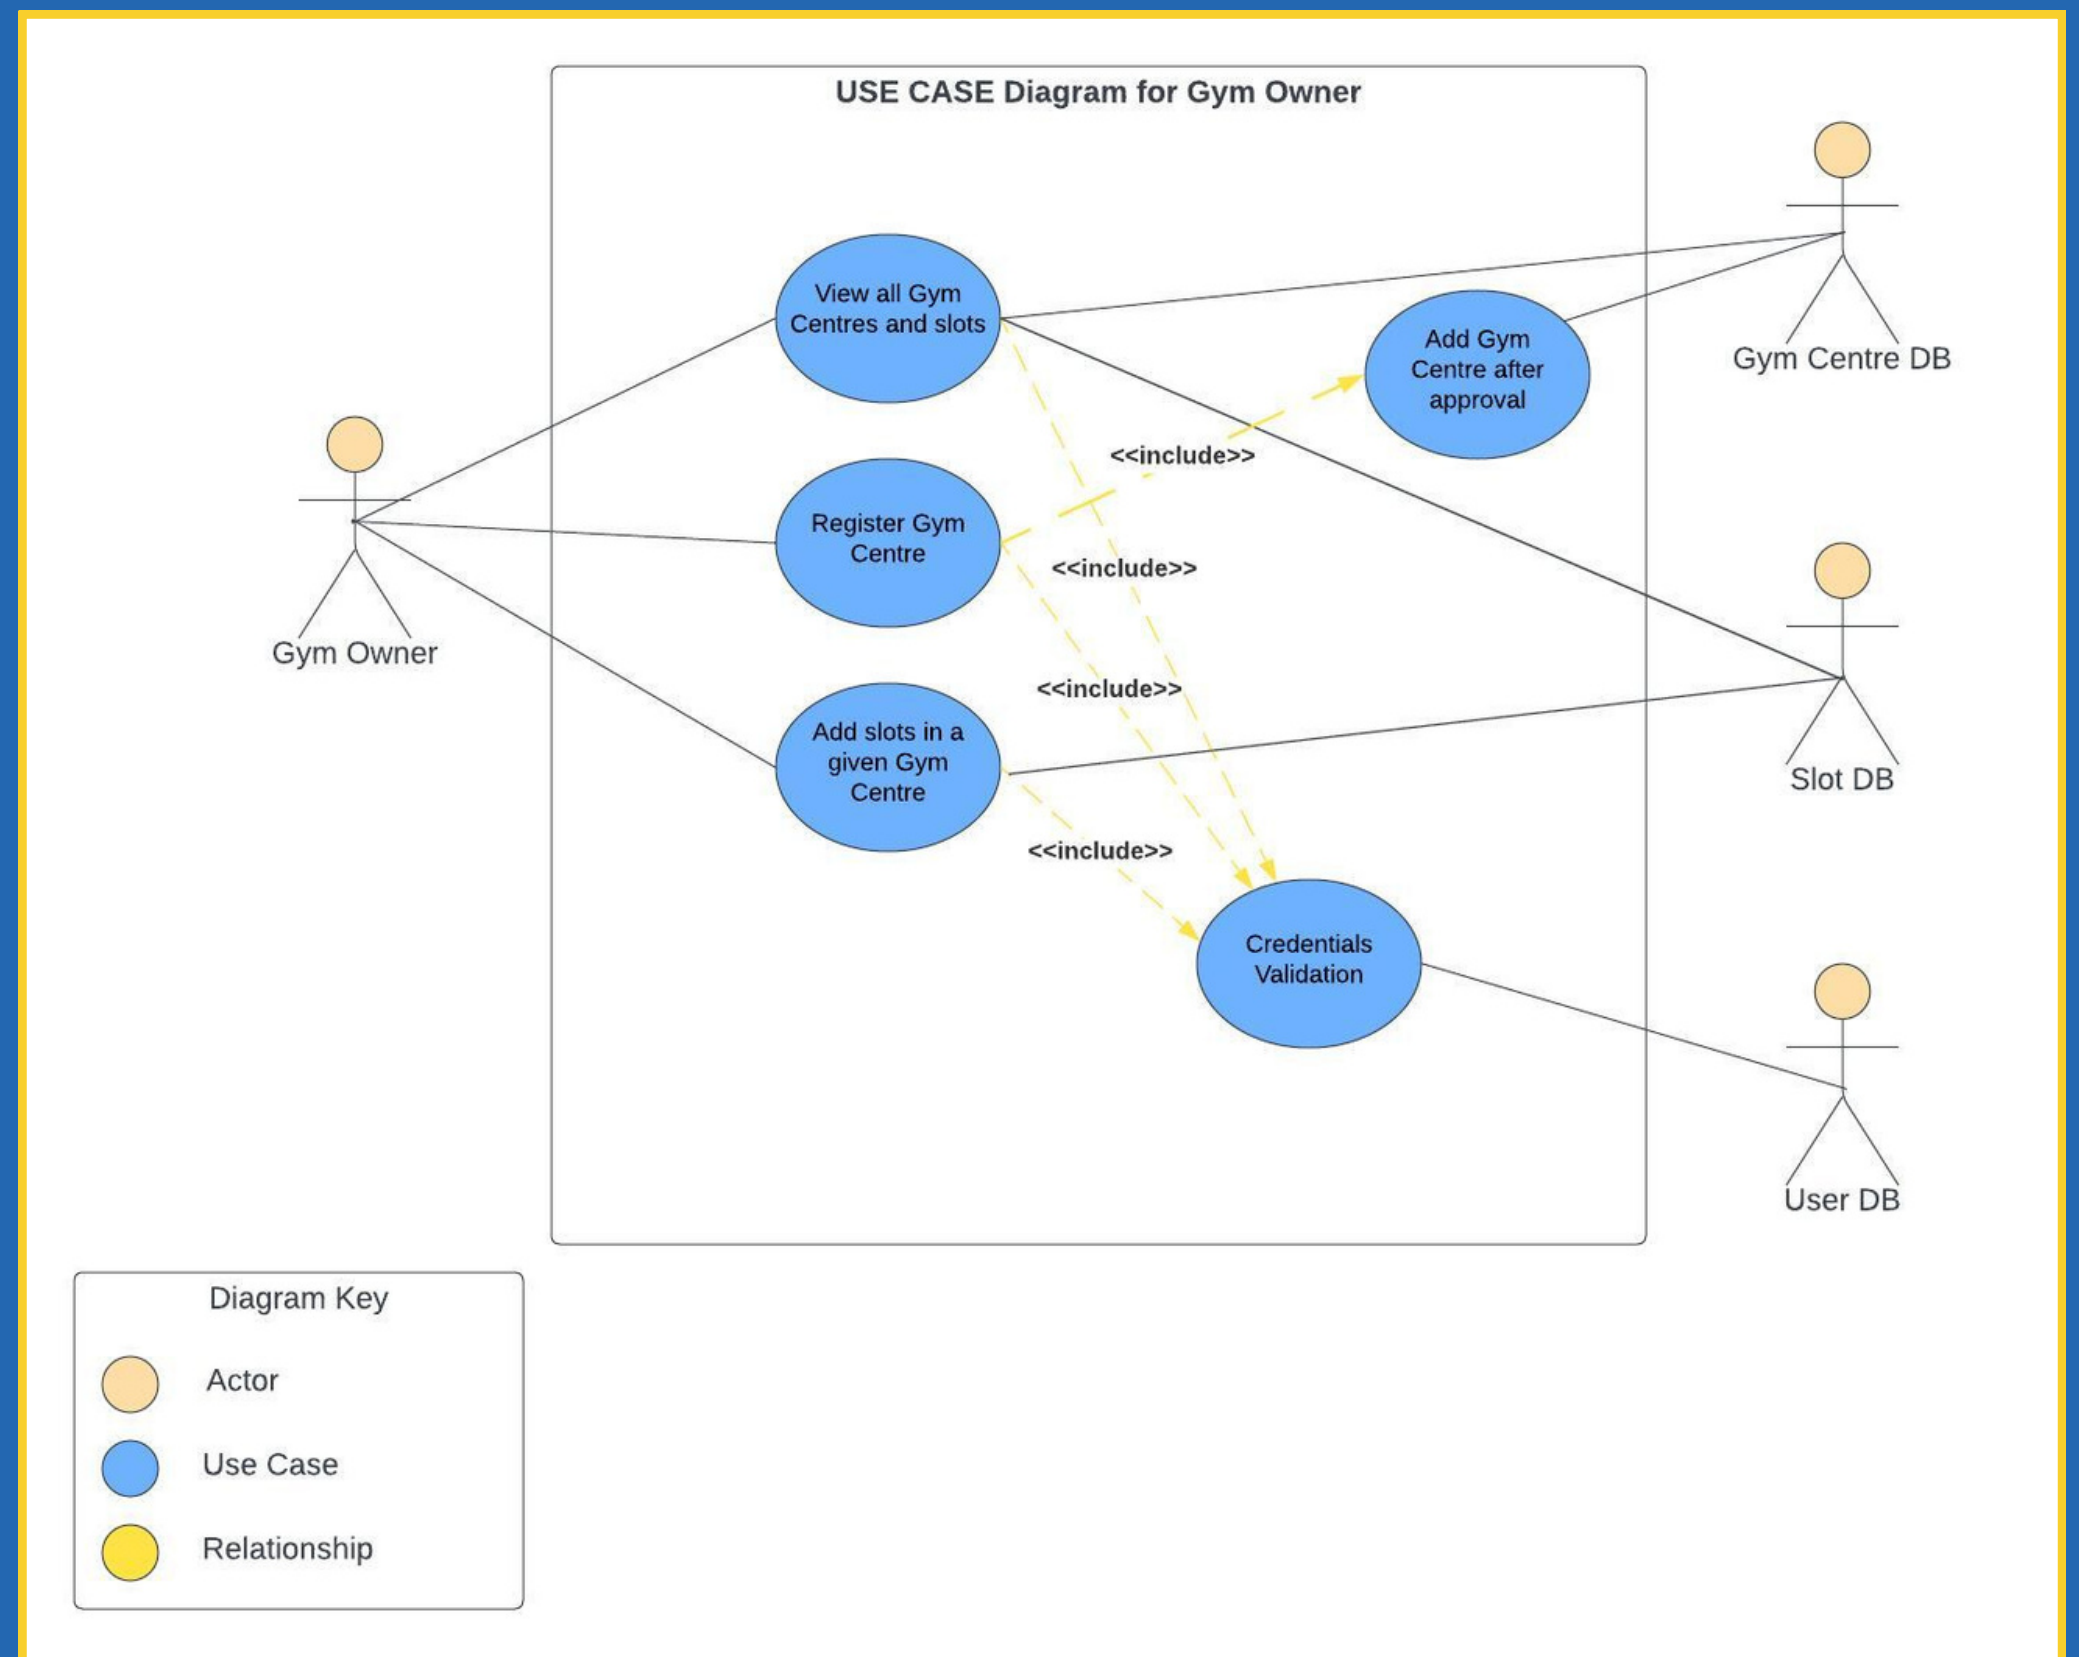 USE CASE Diagram for Gym Owner
View all Gym
Centres and slots
Add Gym
Centre after
approval
Gym Centre DB
<<include>>
Register Gym
Centre
<<include>>
Gym Owner
<<include>>
Add slots in a
given Gym
Centre
Slot DB
<<include>>
Credentials
Validation
User DB
Diagram Key
Actor
Use Case
Relationship